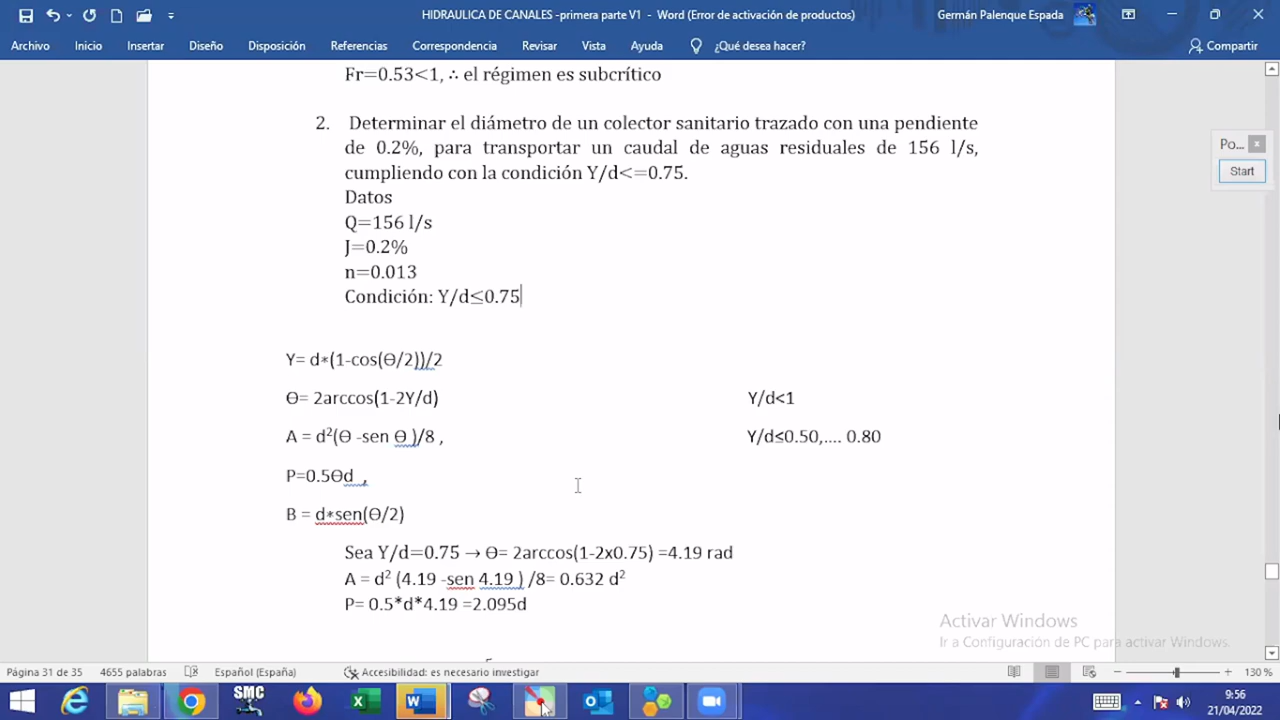 HIDRAULICA DE CANALES -primera parte V1 - Word (Error de activación de productos)
Germán Palenque Espada
Archivo Inicio Insertar Diseño Disposición Referencias Correspondencia Revisar Vista Ayuda ¿Qué desea hacer? Compartir
Fr=0.53<1, ∴ el régimen es subcrítico
2. Determinar el diámetro de un colector sanitario trazado con una pendiente
de 0.2%, para transportar un caudal de aguas residuales de 156 l/s,
cumpliendo con la condición Y/d<=0.75.
Datos
Q=156 l/s
J=0.2%
n=0.013
Condición: Y/d≤0.75
Po... x
Start
Y= d*(1-cos(Ө/2))/2
Ө= 2arccos(1-2Y/d) Y/d<1
A = d²(Ө -sen Ө )/8 , Y/d≤0.50,.... 0.80
P=0.5Өd ,
B = d*sen(Ө/2)
Sea Y/d=0.75 → Ө= 2arccos(1-2x0.75) =4.19 rad
A = d² (4.19 -sen 4.19 ) /8= 0.632 d²
P= 0.5*d*4.19 =2.095d
Activar Windows
Ir a Configuración de PC para activar Windows.
Página 31 de 35 4655 palabras Español (España) Accesibilidad: es necesario investigar 130 %
SMC
9:56
21/04/2022